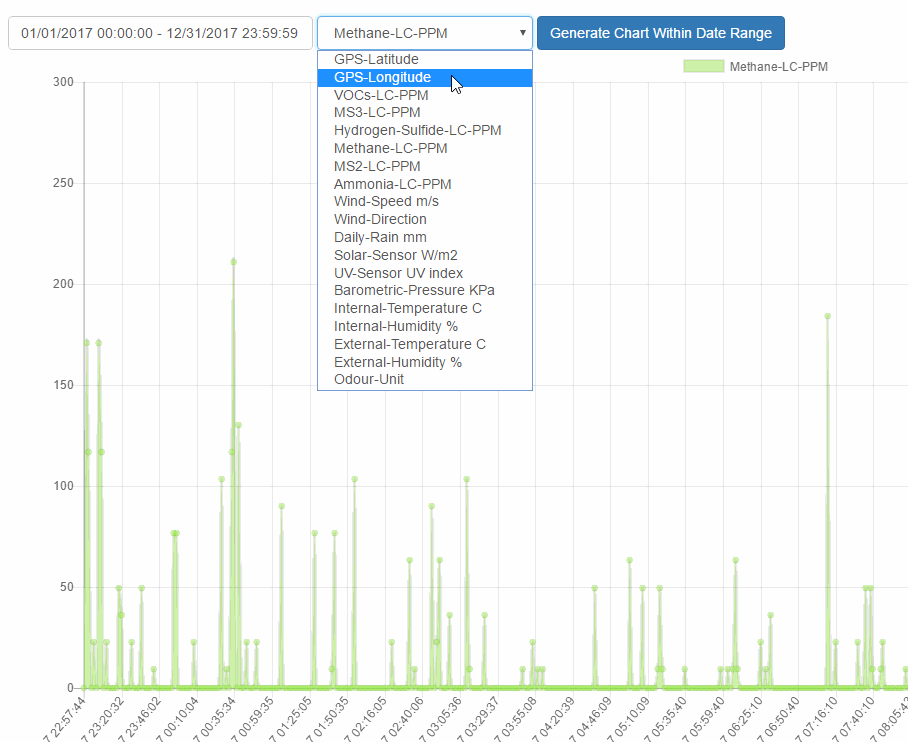 01/01/2017 00:00:00 - 12/31/2017 23:59:59
Methane-LC-PPM
Generate Chart Within Date Range
GPS-Latitude
GPS-Longitude
VOCs-LC-PPM
MS3-LC-PPM
Hydrogen-Sulfide-LC-PPM
Methane-LC-PPM
MS2-LC-PPM
Ammonia-LC-PPM
Wind-Speed m/s
Wind-Direction
Daily-Rain mm
Solar-Sensor W/m2
UV-Sensor UV index
Barometric-Pressure KPa
Internal-Temperature C
Internal-Humidity %
External-Temperature C
External-Humidity %
Odour-Unit
Methane-LC-PPM
300
250
200
150
100
50
0
7 22:57:44
7 23:20:32
7 23:46:02
7 00:10:04
7 00:35:34
7 00:59:35
7 01:25:05
7 01:50:35
7 02:16:05
7 02:40:06
7 03:05:36
7 03:29:37
7 03:55:08
7 04:20:39
7 04:46:09
7 05:10:09
7 05:35:40
7 05:59:40
7 06:25:10
7 06:50:40
7 07:16:10
7 07:40:10
7 08:05:4